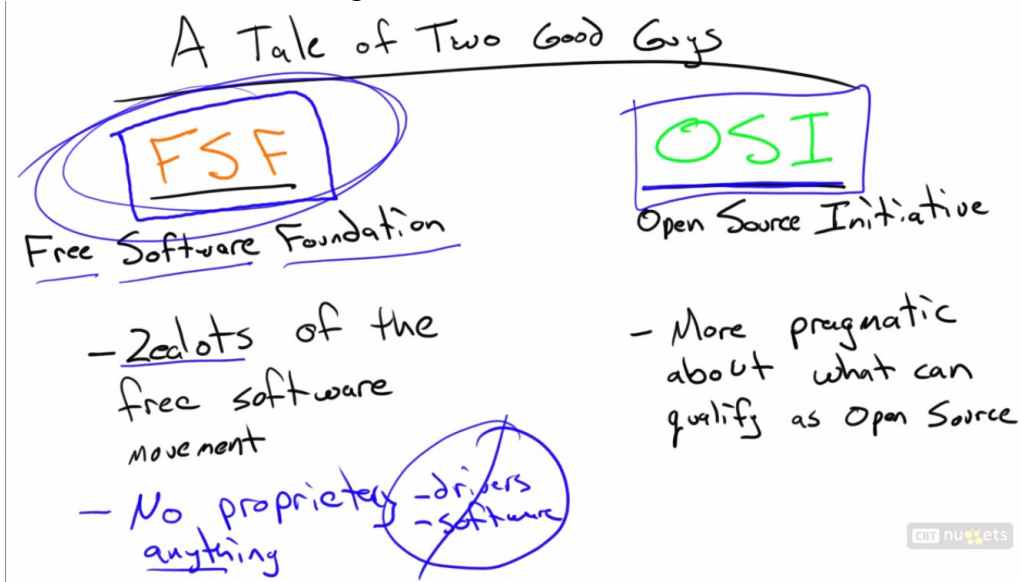 A Tale of Two Good Guys
FSF
Free Software Foundation
- Zealots of the
free software
movement
- No proprietery
anything
- drivers
- software
OSI
Open Source Initiative
- More pragmatic
about what can
qualify as Open Source
CBT nuggets